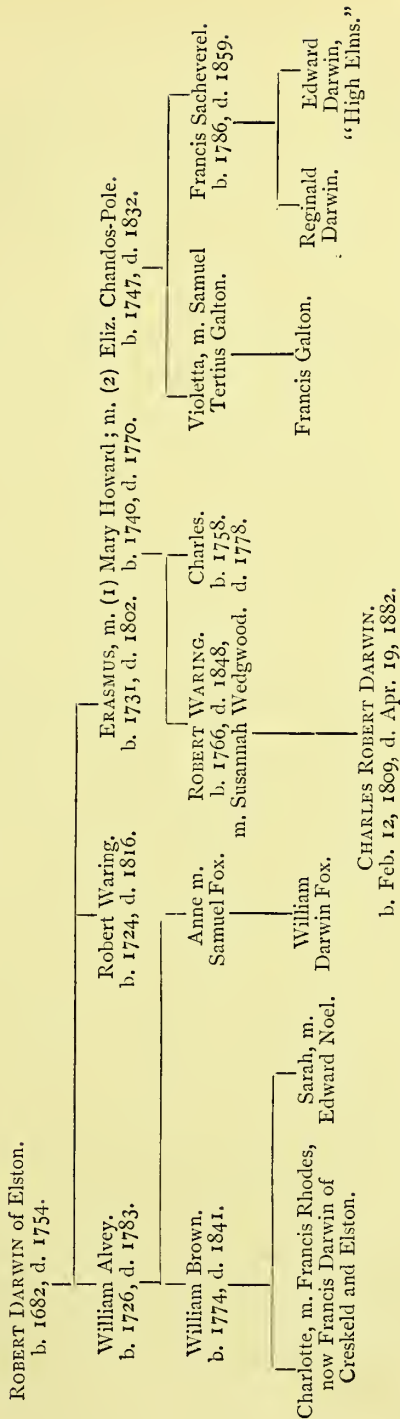 ROBERT DARWIN of Elston.
b. 1682, d. 1754.
William Alvey.
b. 1726, d. 1783.
Robert Waring.
b. 1724, d. 1816.
ERASMUS, m. (1) Mary Howard; m. (2) Eliz. Chandos-Pole.
b. 1731, d. 1802. b. 1740, d. 1770. b. 1747, d. 1832.
William Brown.
b. 1774, d. 1841.
Anne m.
Samuel Fox.
ROBERT WARING.
b. 1766, d. 1848,
m. Susannah Wedgwood.
Charles.
b. 1758.
d. 1778.
Violetta, m. Samuel
Tertius Galton.
Francis Sacheverel.
b. 1786, d. 1859.
Charlotte, m. Francis Rhodes,
now Francis Darwin of
Creskeld and Elston.
Sarah, m.
Edward Noel.
William
Darwin Fox.
Francis Galton.
Reginald
Darwin.
Edward
Darwin,
"High Elms."
CHARLES ROBERT DARWIN.
b. Feb. 12, 1809, d. Apr. 19, 1882.